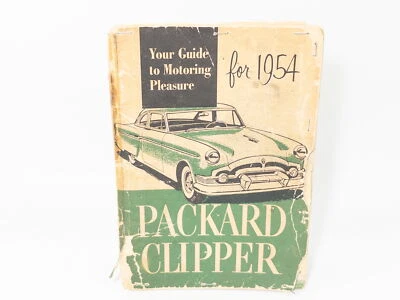 Your Guide
to Motoring
Pleasure
for 1954
PACKARD
CLIPPER